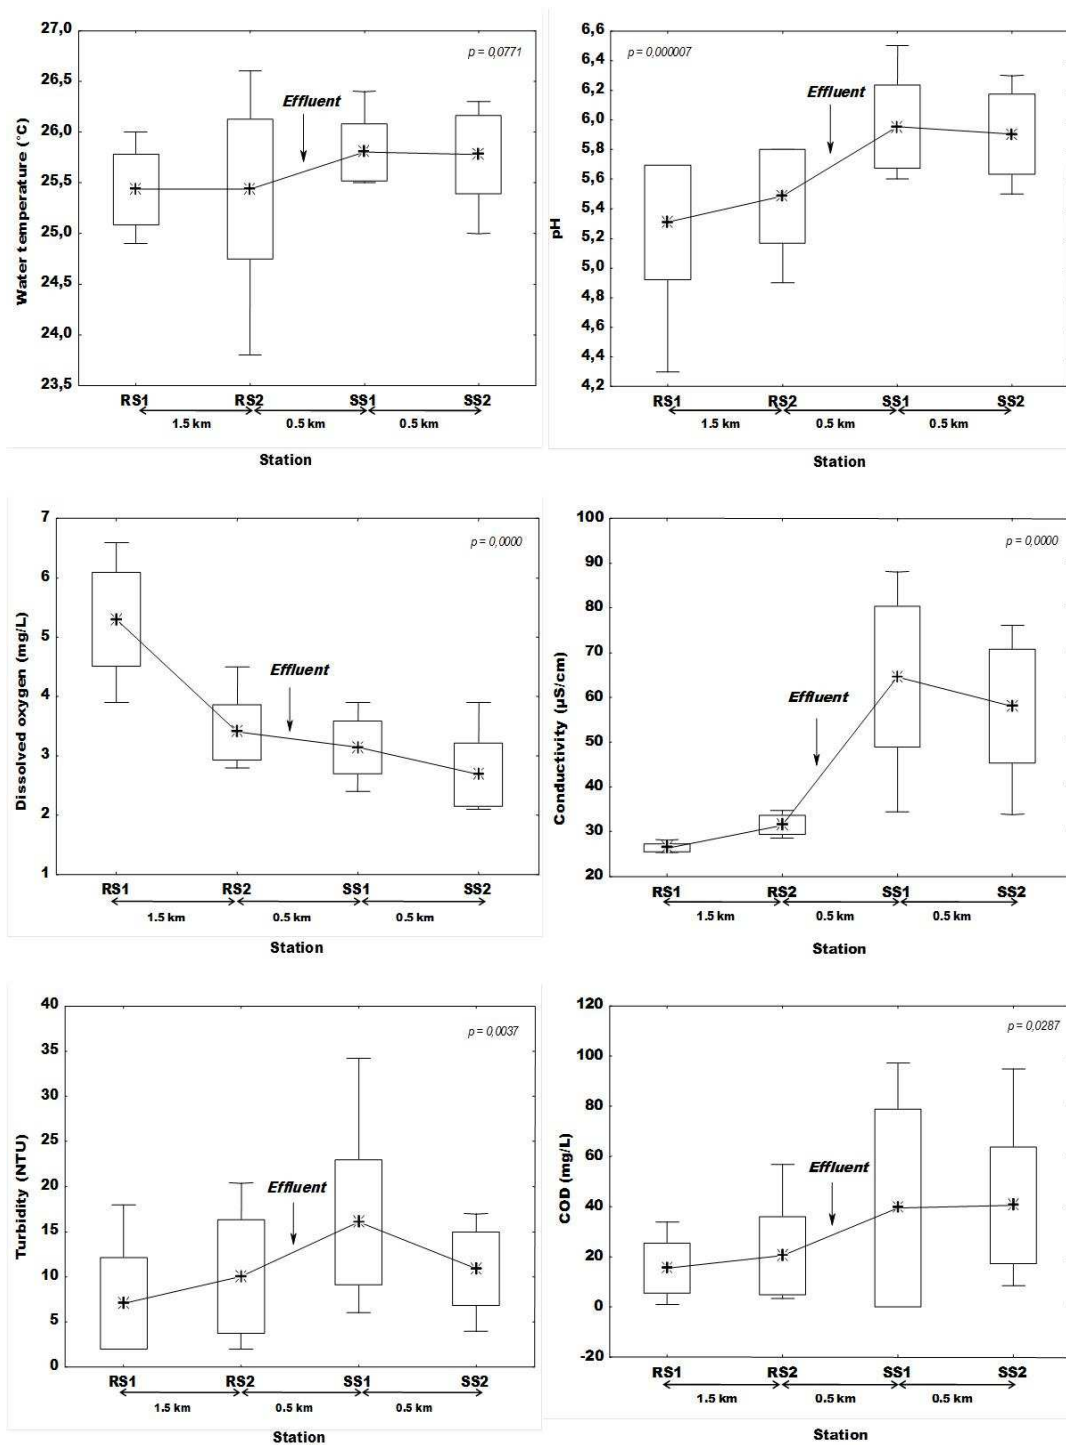 27,0
26,5
26,0
25,5
25,0
24,5
24,0
23,5
Water temperature (°C)
p = 0,0771
Effluent
RS1 RS2 SS1 SS2
1.5 km 0.5 km 0.5 km
Station
6,6
6,4
6,2
6,0
5,8
5,6
5,4
5,2
5,0
4,8
4,6
4,4
4,2
pH
p = 0,000007
Effluent
RS1 RS2 SS1 SS2
1.5 km 0.5 km 0.5 km
Station
7
6
5
4
3
2
1
Dissolved oxygen (mg/L)
p = 0,0000
Effluent
RS1 RS2 SS1 SS2
1.5 km 0.5 km 0.5 km
Station
100
90
80
70
60
50
40
30
20
Conductivity (µS/cm)
p = 0,0000
Effluent
RS1 RS2 SS1 SS2
1.5 km 0.5 km 0.5 km
Station
40
35
30
25
20
15
10
5
0
Turbidity (NTU)
p = 0,0037
Effluent
RS1 RS2 SS1 SS2
1.5 km 0.5 km 0.5 km
Station
120
100
80
60
40
20
0
-20
COD (mg/L)
p = 0,0287
Effluent
RS1 RS2 SS1 SS2
1.5 km 0.5 km 0.5 km
Station